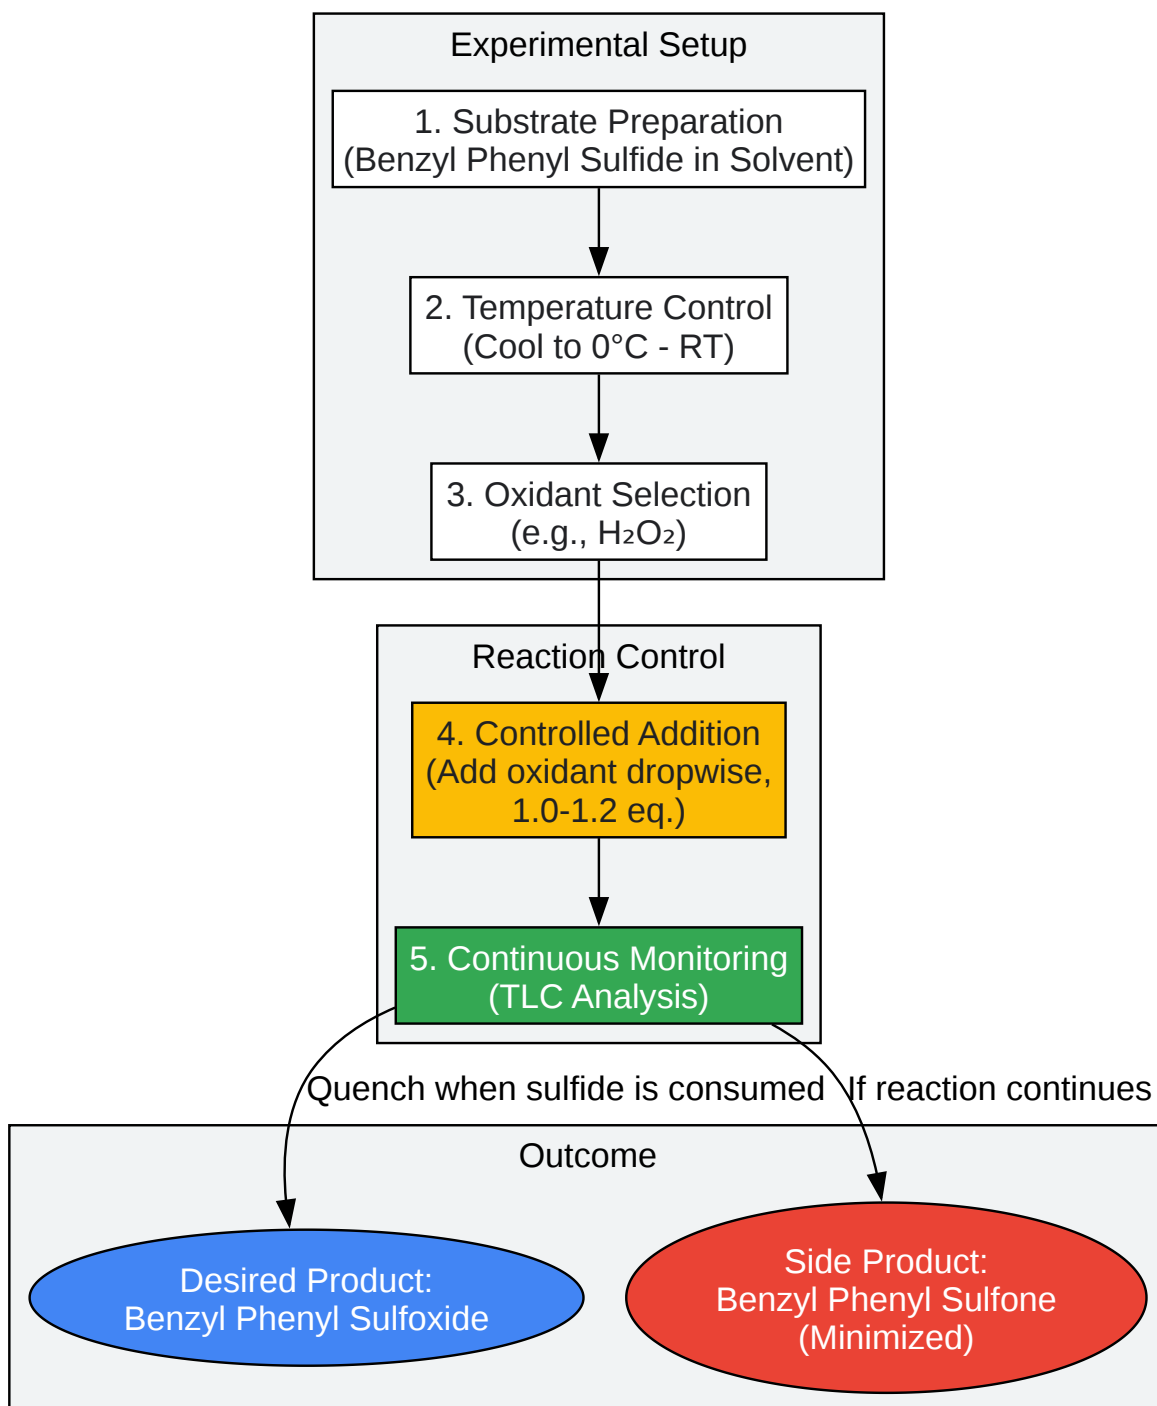 Experimental Setup
1. Substrate Preparation
(Benzyl Phenyl Sulfide in Solvent)
2. Temperature Control
(Cool to 0°C - RT)
3. Oxidant Selection
(e.g., H₂O₂)
Reaction Control
4. Controlled Addition
(Add oxidant dropwise,
1.0-1.2 eq.)
5. Continuous Monitoring
(TLC Analysis)
Quench when sulfide is consumed
If reaction continues
Outcome
Desired Product:
Benzyl Phenyl Sulfoxide
Side Product:
Benzyl Phenyl Sulfone
(Minimized)